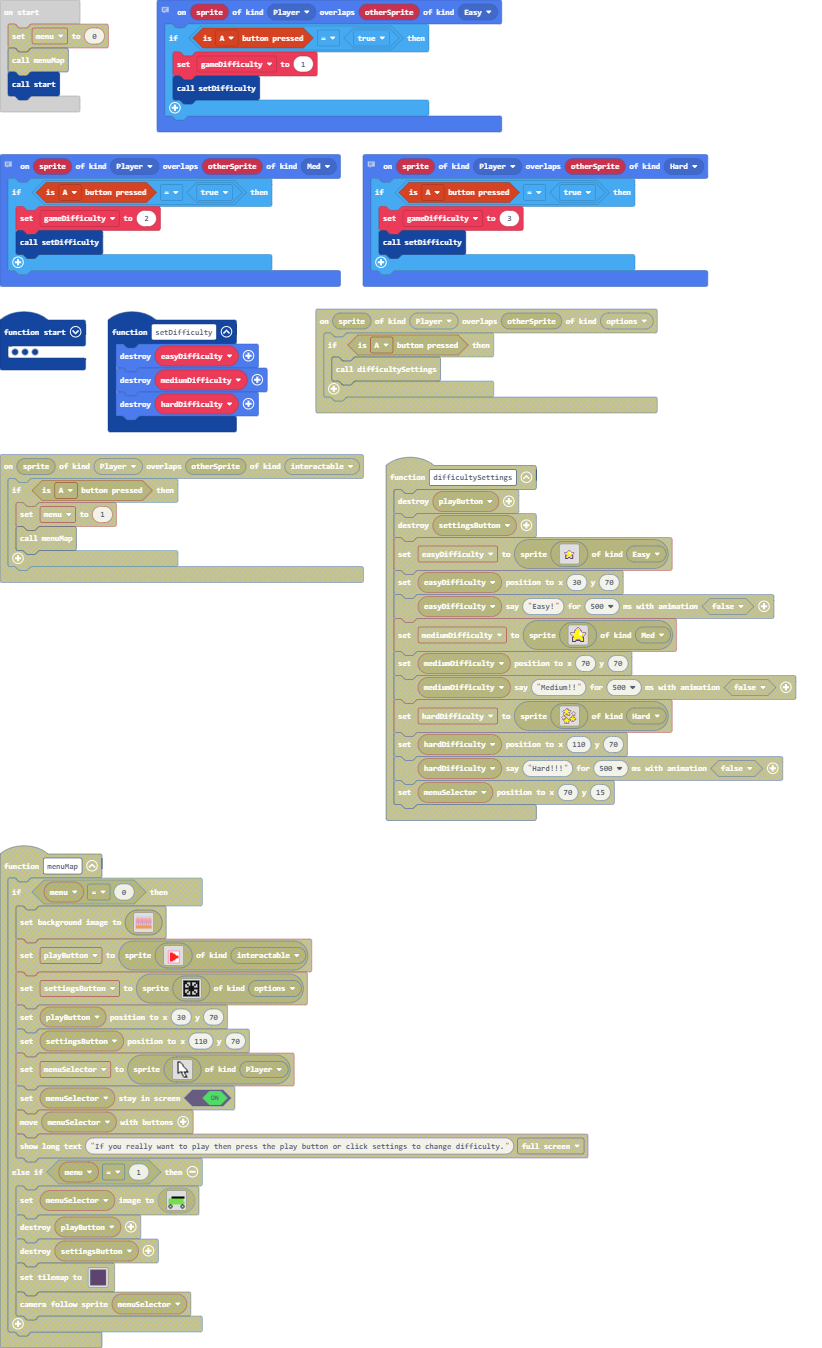 on start
set menu to 0
call menuMap
call start
on sprite of kind Player overlaps otherSprite of kind Easy
if is A button pressed = true then
set gameDifficulty to 1
call setDifficulty
on sprite of kind Player overlaps otherSprite of kind Med
if is A button pressed = true then
set gameDifficulty to 2
call setDifficulty
on sprite of kind Player overlaps otherSprite of kind Hard
if is A button pressed = true then
set gameDifficulty to 3
call setDifficulty
function start
function setDifficulty
destroy easyDifficulty
destroy mediumDifficulty
destroy hardDifficulty
on sprite of kind Player overlaps otherSprite of kind options
if is A button pressed then
call difficultySettings
on sprite of kind Player overlaps otherSprite of kind interactable
if is A button pressed then
set menu to 1
call menuMap
function difficultySettings
destroy playButton
destroy settingsButton
set easyDifficulty to sprite of kind Easy
set easyDifficulty position to x 30 y 70
easyDifficulty say "Easy!" for 500 ms with animation false
set mediumDifficulty to sprite of kind Med
set mediumDifficulty position to x 70 y 70
mediumDifficulty say "Medium!!" for 500 ms with animation false
set hardDifficulty to sprite of kind Hard
set hardDifficulty position to x 110 y 70
hardDifficulty say "Hard!!!" for 500 ms with animation false
set menuSelector position to x 70 y 15
function menuMap
if menu = 0 then
set background image to
set playButton to sprite of kind interactable
set settingsButton to sprite of kind options
set playButton position to x 30 y 70
set settingsButton position to x 110 y 70
set menuSelector to sprite of kind Player
set menuSelector stay in screen ON
move menuSelector with buttons
show long text "If you really want to play then press the play button or click settings to change difficulty." full screen
else if menu = 1 then
set menuSelector image to
destroy playButton
destroy settingsButton
set tilemap to
camera follow sprite menuSelector